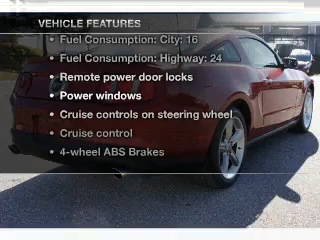 VEHICLE FEATURES
• Fuel Consumption: City: 16
• Fuel Consumption: Highway: 24
• Remote power door locks
• Power windows
• Cruise controls on steering wheel
• Cruise control
• 4-wheel ABS Brakes